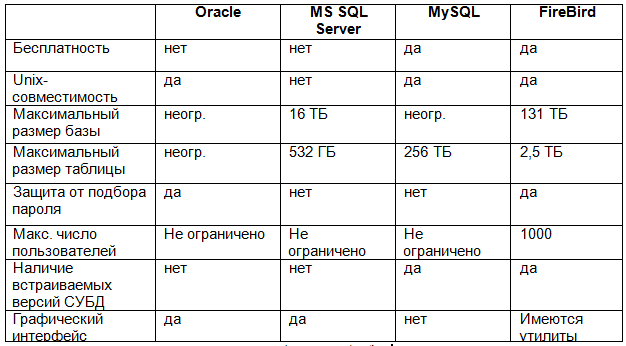 Oracle MS SQL Server MySQL FireBird
Бесплатность нет нет да да
Unix-совместимость да нет да да
Максимальный размер базы неогр. 16 ТБ неогр. 131 ТБ
Максимальный размер таблицы неогр. 532 ГБ 256 ТБ 2,5 ТБ
Защита от подбора пароля да нет нет да
Макс. число пользователей Не ограничено Не ограничено Не ограничено 1000
Наличие встраиваемых версий СУБД нет нет да да
Графический интерфейс да да нет Имеются утилиты